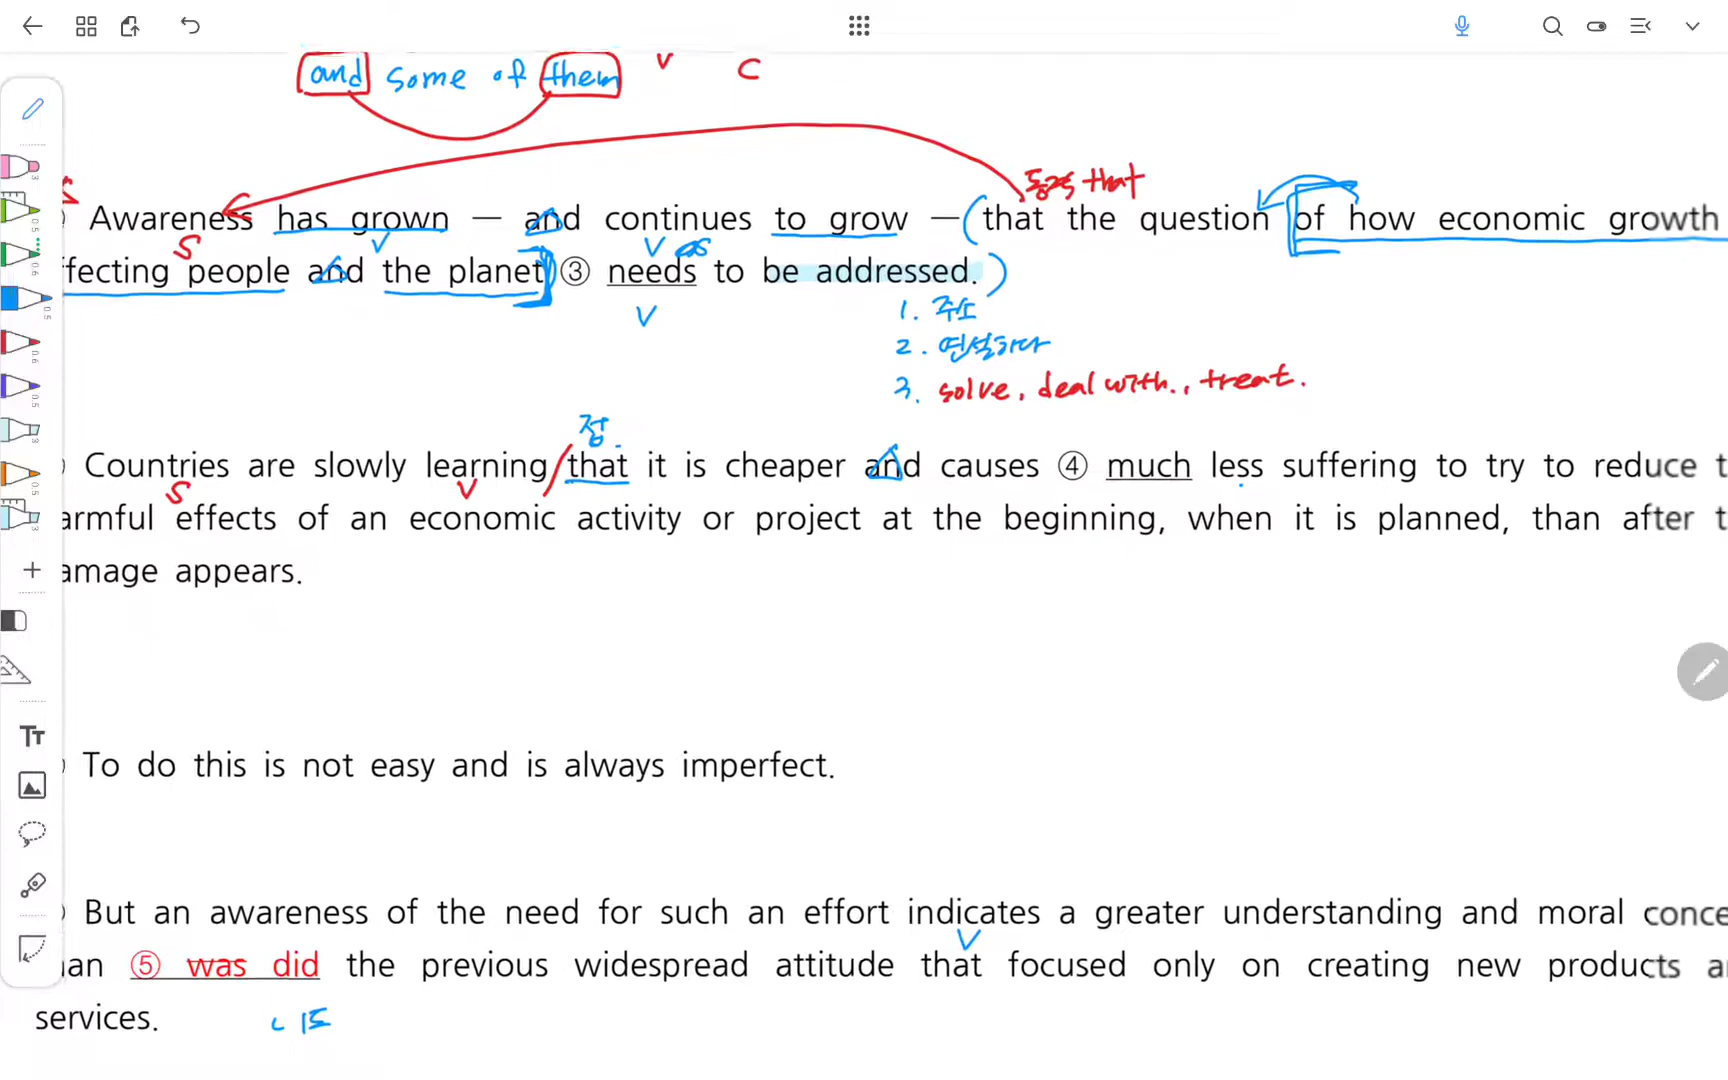 and some of them V C
동격 that
Awareness has grown — and continues to grow — (that the question of how economic growth
S V V
fecting people and the planet ③ needs to be addressed.)
V
1. 주소
2. 연설하다
3. solve, deal with, treat.
접.
Countries are slowly learning / that it is cheaper and causes ④ much less suffering to try to reduce t
S V
armful effects of an economic activity or project at the beginning, when it is planned, than after t
amage appears.
To do this is not easy and is always imperfect.
But an awareness of the need for such an effort indicates a greater understanding and moral conce
V
an ⑤ was did the previous widespread attitude that focused only on creating new products a
services.